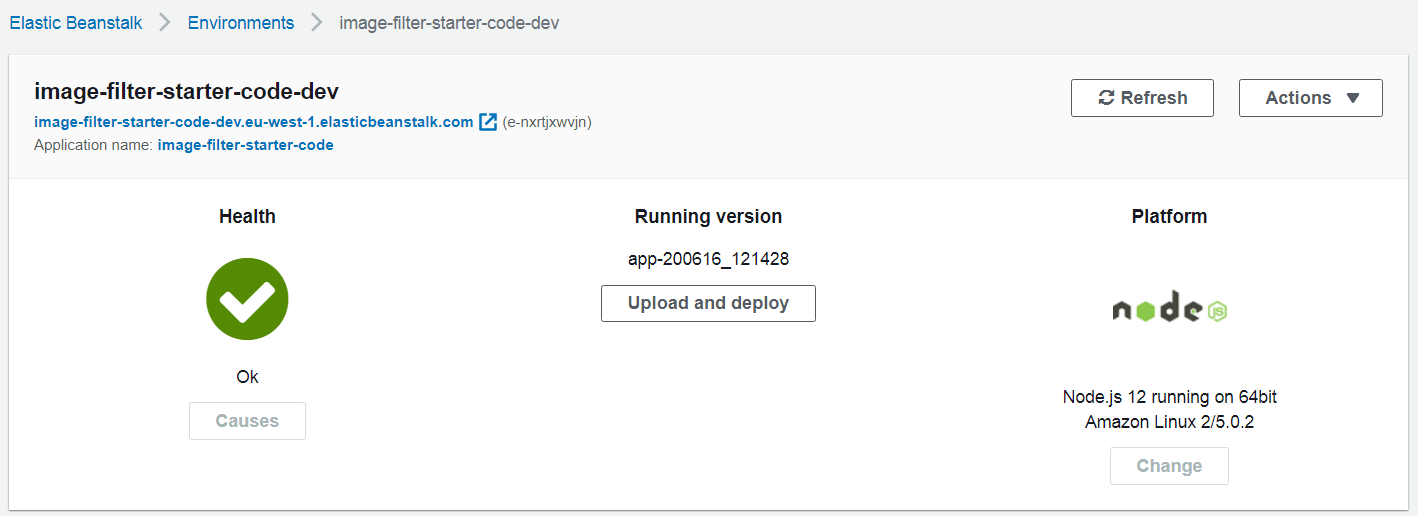 Elastic Beanstalk > Environments > image-filter-starter-code-dev
image-filter-starter-code-dev
Refresh
Actions
image-filter-starter-code-dev.eu-west-1.elasticbeanstalk.com (e-nxrtjxwvjn)
Application name: image-filter-starter-code
Health
Ok
Causes
Running version
app-200616_121428
Upload and deploy
Platform
node
JS
Node.js 12 running on 64bit
Amazon Linux 2/5.0.2
Change